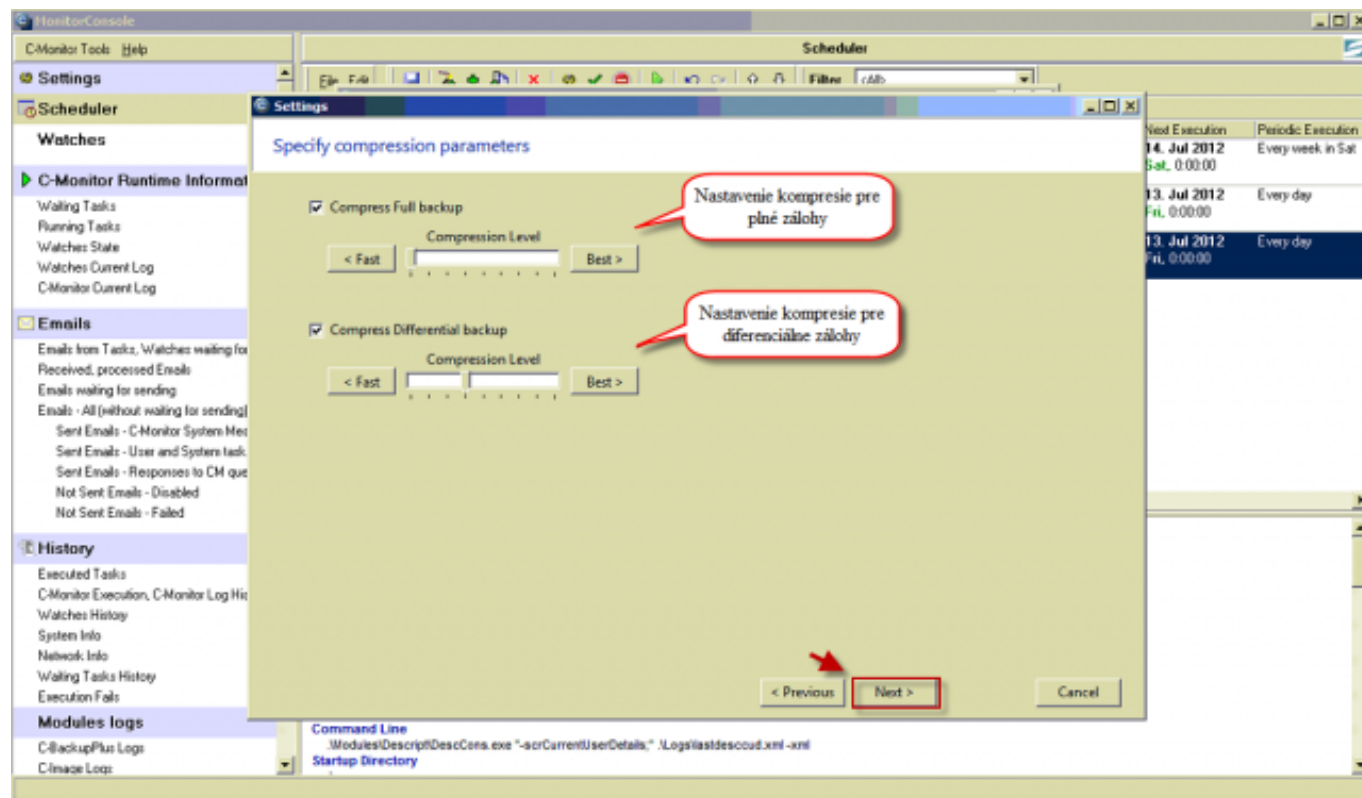 MonitorConsole
C-Monitor Tools Help
Scheduler
Settings
File Edit
Filter
<All>
Scheduler
Settings
Watches
Specify compression parameters
Next Execution Periodic Execution
14. Jul 2012 Every week in Sat
Sat, 0:00:00
C-Monitor Runtime Informat
Waiting Tasks
Running Tasks
Watches State
Watches Current Log
C-Monitor Current Log
Compress Full backup
Nastavenie kompresie pre
plné zálohy
13. Jul 2012 Every day
Fri, 0:00:00
Compression Level
< Fast Best >
13. Jul 2012 Every day
Fri, 0:00:00
Emails
Emails from Tasks, Watches waiting for
Received, processed Emails
Emails waiting for sending
Emails - All (without waiting for sending)
Sent Emails - C-Monitor System Mes
Sent Emails - User and System task
Sent Emails - Responses to CM que
Not Sent Emails - Disabled
Not Sent Emails - Failed
Compress Differential backup
Nastavenie kompresie pre
diferenciálne zálohy
Compression Level
< Fast Best >
History
Executed Tasks
C-Monitor Execution, C-Monitor Log His
Watches History
System Info
Network Info
Waiting Tasks History
Execution Fails
< Previous Next > Cancel
Modules logs
C-BackupPlus Logs
C-Image Logs
Command Line
.\Modules\Descript\DescCons.exe "-scrCurrentUserDetails;" .\Logs\lastdesccud.xml -xml
Startup Directory